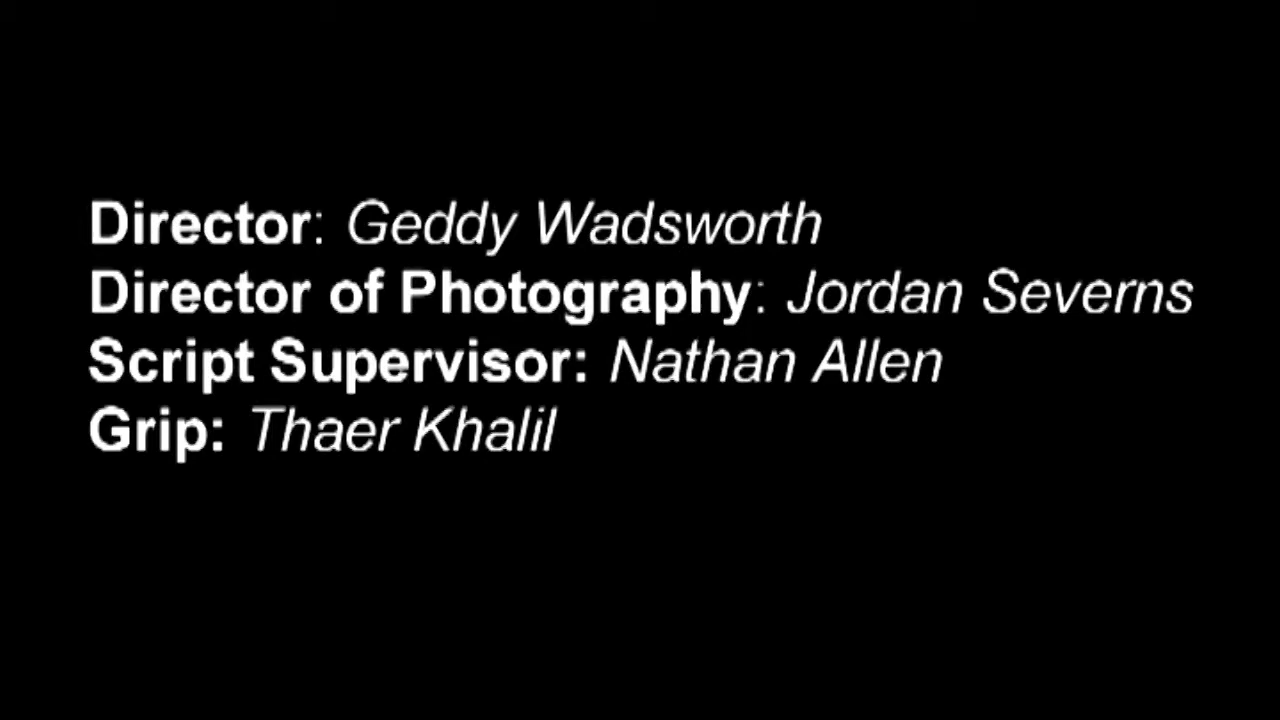 Director: Geddy Wadsworth
Director of Photography: Jordan Severns
Script Supervisor: Nathan Allen
Grip: Thaer Khalil